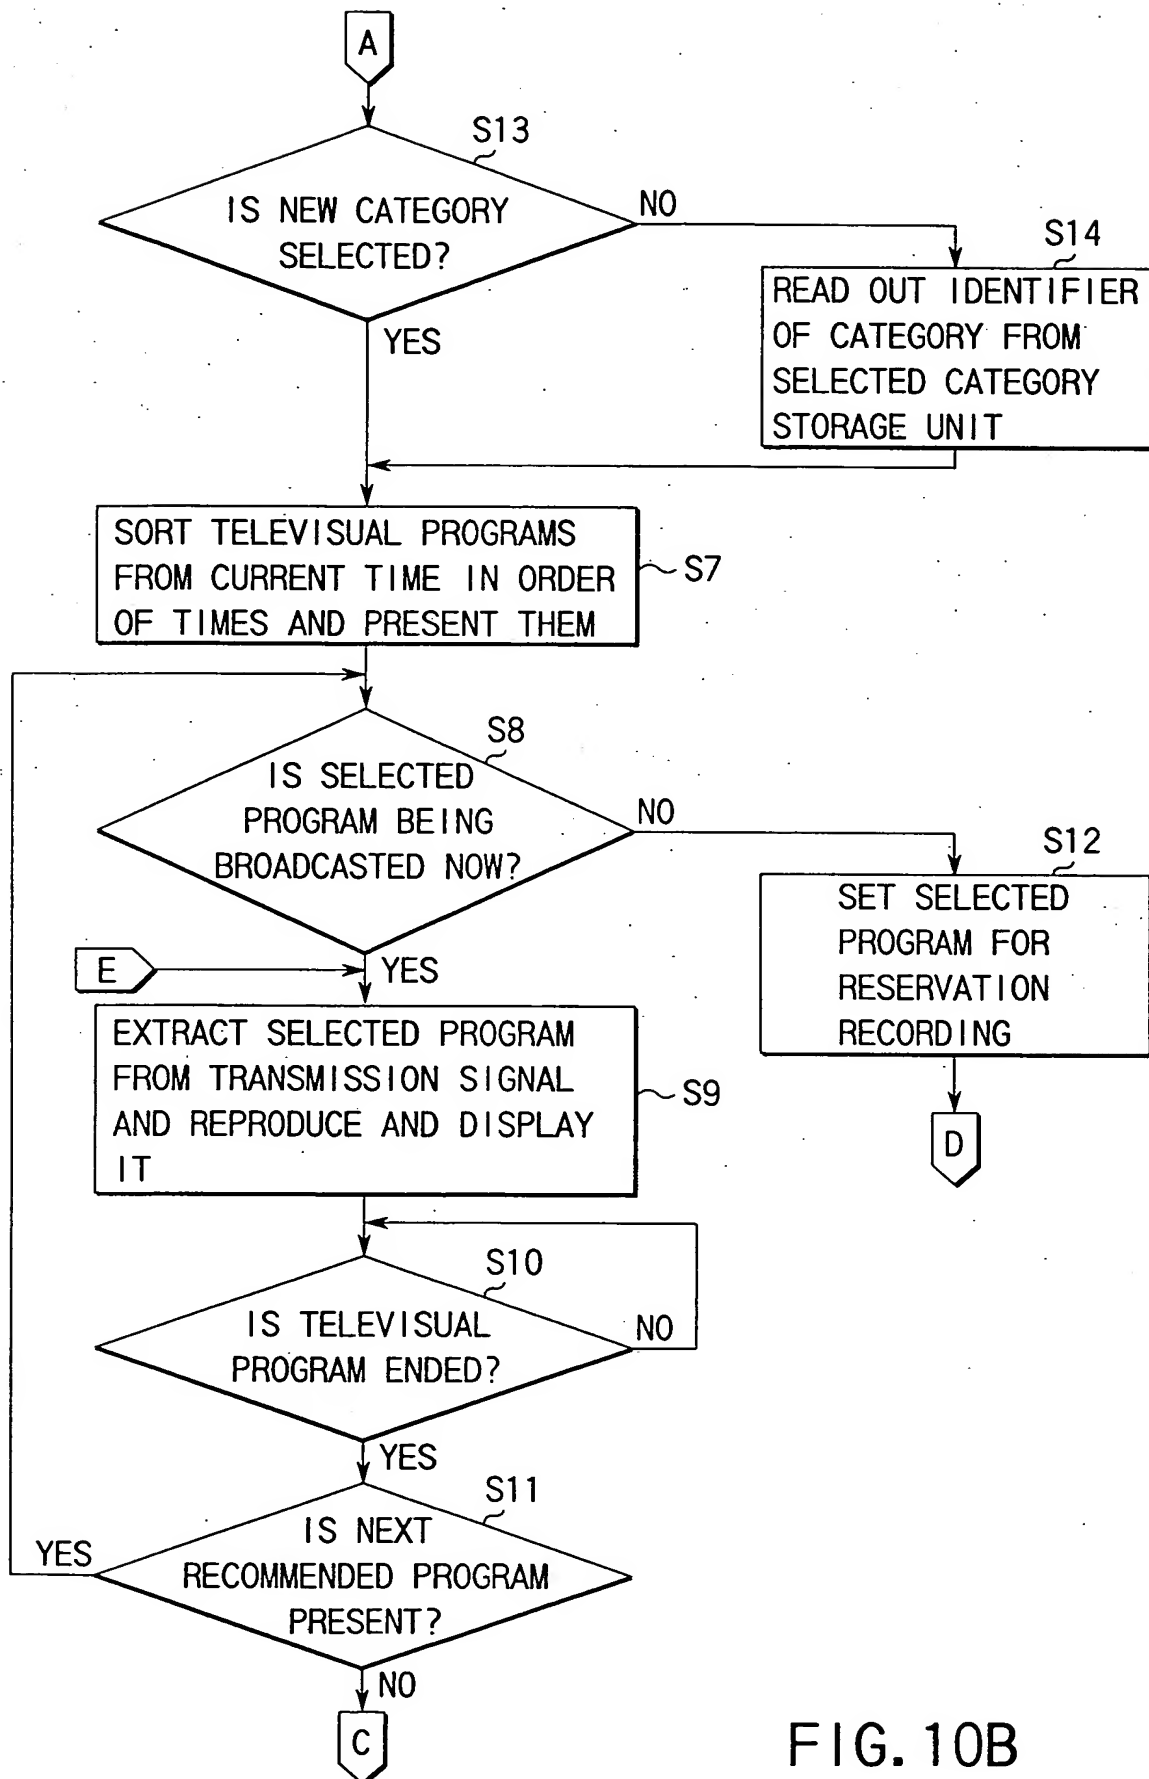 A
S13
IS NEW CATEGORY
SELECTED?
NO
YES
S14
READ OUT IDENTIFIER
OF CATEGORY FROM
SELECTED CATEGORY
STORAGE UNIT
SORT TELEVISUAL PROGRAMS
FROM CURRENT TIME IN ORDER
OF TIMES AND PRESENT THEM
S7
S8
IS SELECTED
PROGRAM BEING
BROADCASTED NOW?
NO
YES
S12
SET SELECTED
PROGRAM FOR
RESERVATION
RECORDING
D
E
EXTRACT SELECTED PROGRAM
FROM TRANSMISSION SIGNAL
AND REPRODUCE AND DISPLAY
IT
S9
S10
IS TELEVISUAL
PROGRAM ENDED?
NO
YES
S11
IS NEXT
RECOMMENDED PROGRAM
PRESENT?
YES
NO
C
FIG. 10B